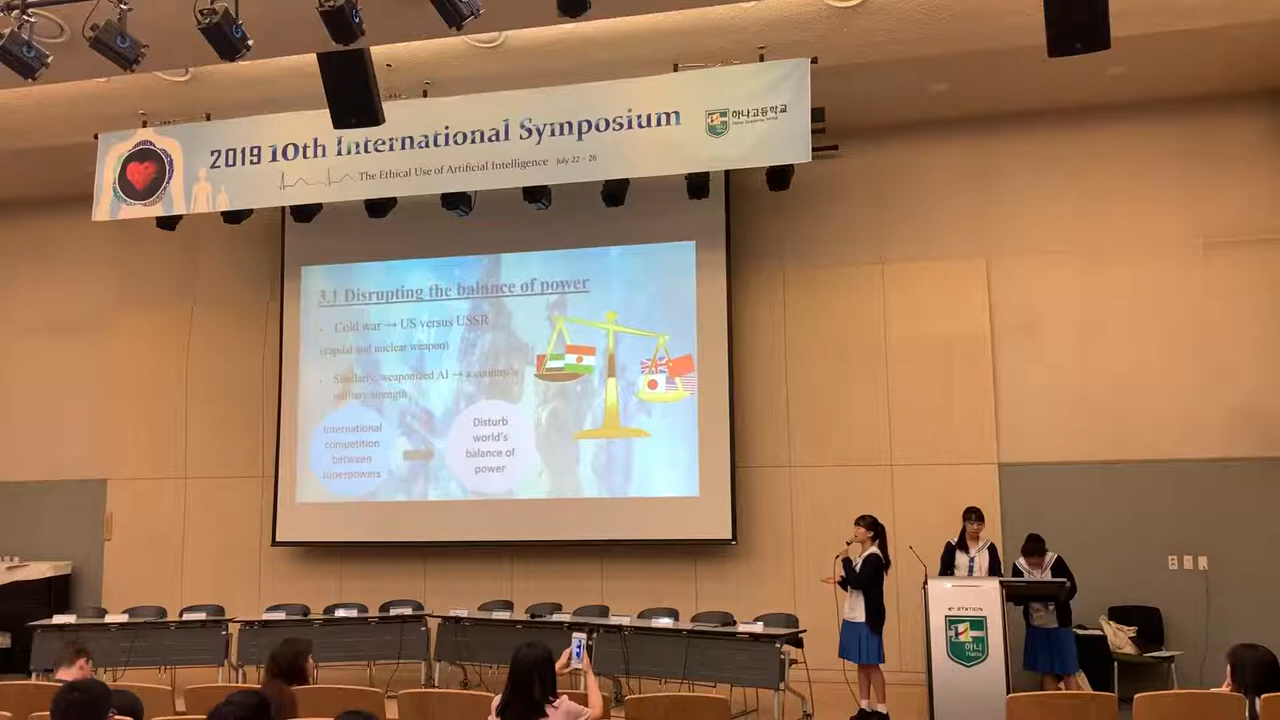 2019 10th International Symposium
The Ethical Use of Artificial Intelligence July 22 - 26
하나고등학교
3.1 Disrupting the balance of power
Cold war → US versus USSR
(capital and nuclear weapon)
Similarly, weaponized AI → a country's
military strength
International
competition
between
superpowers
Disturb
world's
balance of
power
e-STATION
하나
Hana